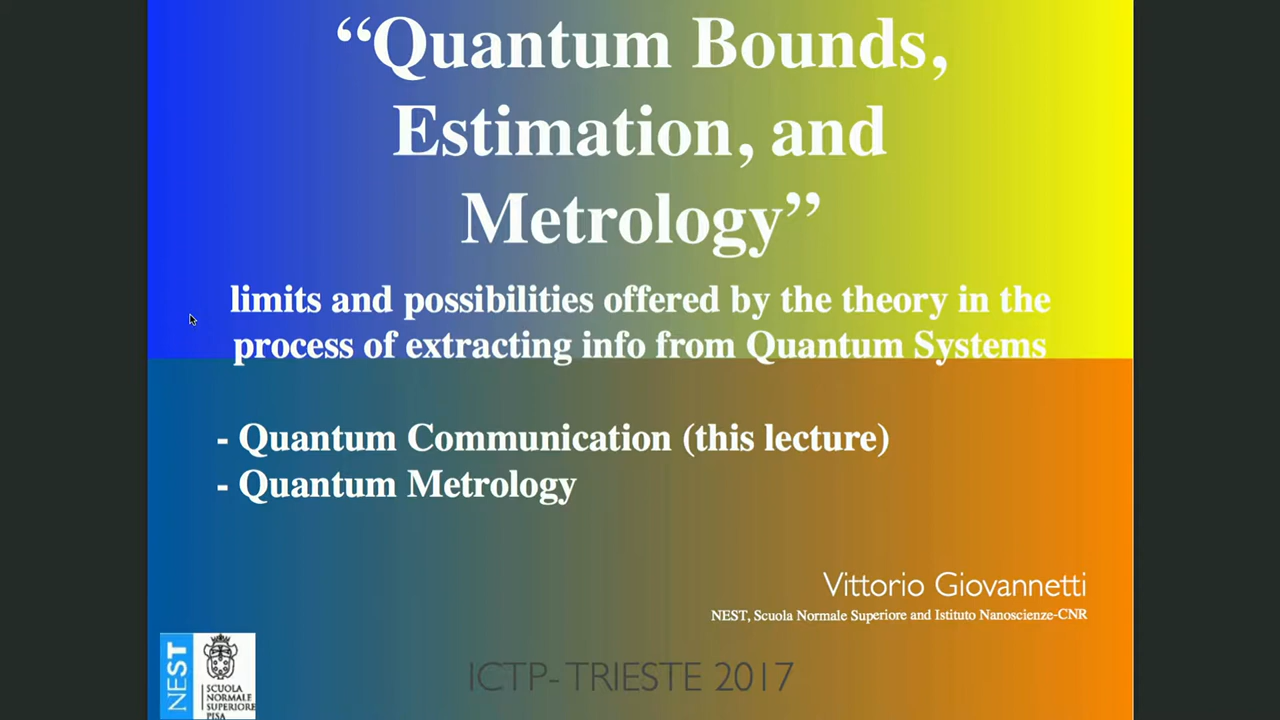 “Quantum Bounds,
Estimation, and
Metrology”
limits and possibilities offered by the theory in the
process of extracting info from Quantum Systems
- Quantum Communication (this lecture)
- Quantum Metrology
Vittorio Giovannetti
NEST, Scuola Normale Superiore and Istituto Nanoscienze-CNR
NEST
SCUOLA
NORMALE
SUPERIORE
PISA
ICTP- TRIESTE 2017